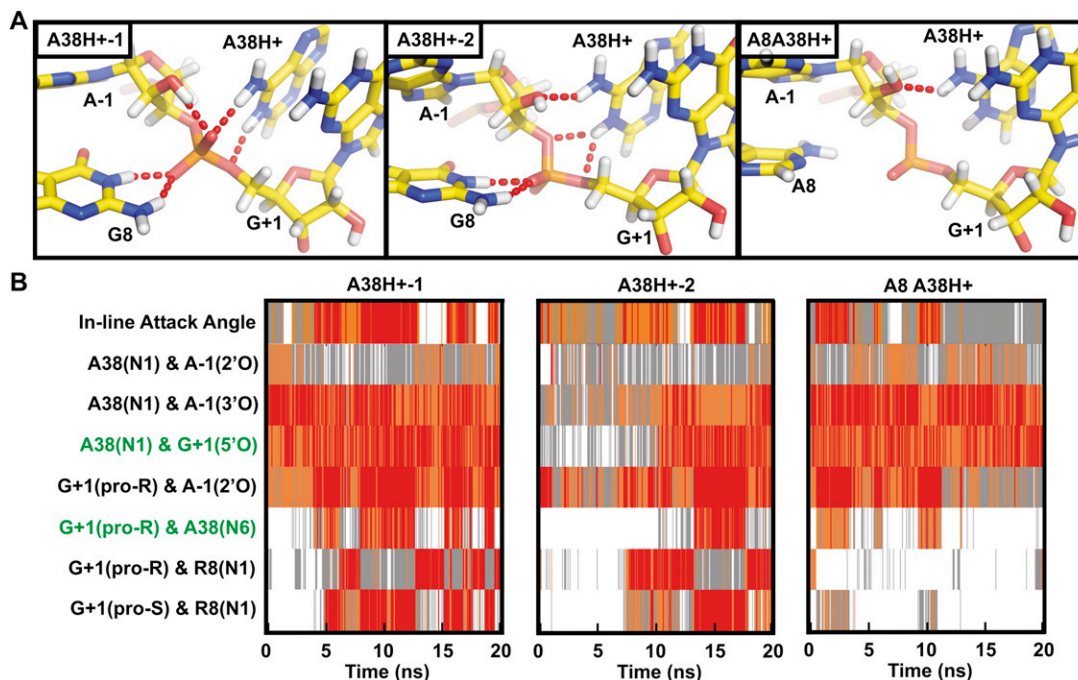 A
A38H+-1
A38H+
A38H+-2
A38H+
A8A38H+
A38H+
A-1
A-1
A-1
G8
G+1
G8
G+1
A8
G+1
B
A38H+-1
A38H+-2
A8 A38H+
In-line Attack Angle
A38(N1) & A-1(2'O)
A38(N1) & A-1(3'O)
A38(N1) & G+1(5'O)
G+1(pro-R) & A-1(2'O)
G+1(pro-R) & A38(N6)
G+1(pro-R) & R8(N1)
G+1(pro-S) & R8(N1)
0 5 10 15 20
0 5 10 15 20
0 5 10 15 20
Time (ns)
Time (ns)
Time (ns)